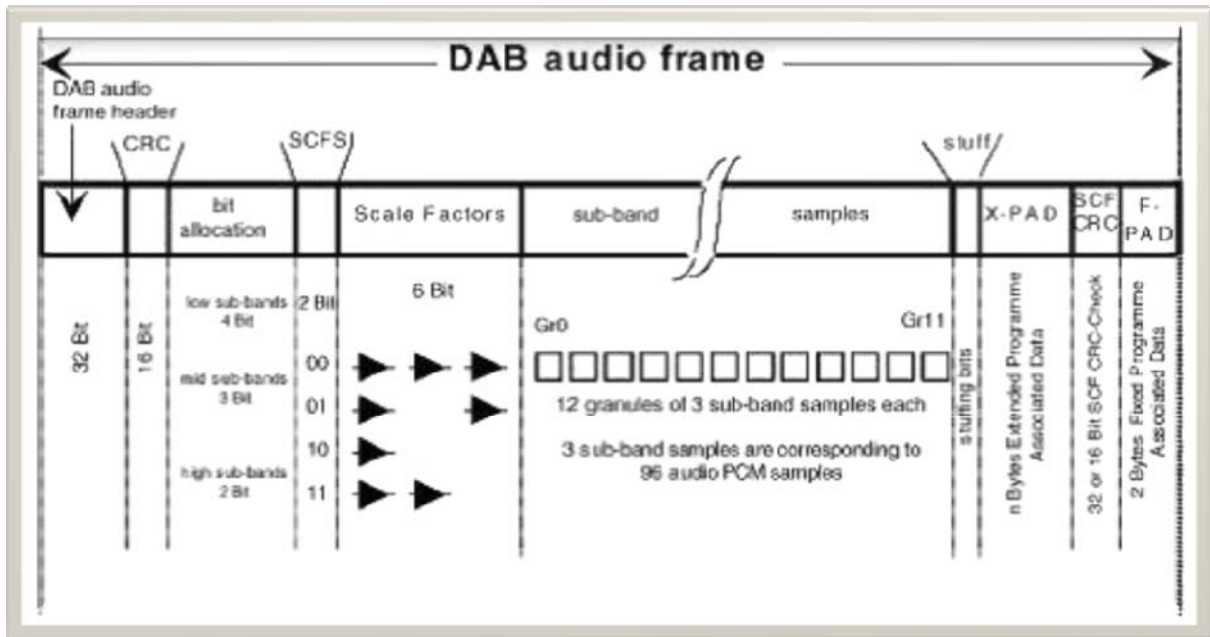 DAB audio frame
DAB audio
frame header
CRC
SCFS
stuff
bit
allocation
Scale Factors
sub-band
samples
X-PAD
SCF
CRC
F-
PAD
32 Bit
16 Bit
low sub-bands
4 Bit
mid sub-bands
3 Bit
high sub-bands
2 Bit
2 Bit
00
01
10
11
6 Bit
Gr0
Gr11
12 granules of 3 sub-band samples each
3 sub-band samples are corresponding to
96 audio PCM samples
stuffing bits
n Bytes Extended Programme
Associated Data
32 or 16 Bit SCF CRC-Check
2 Bytes Fixed Programme
Associated Data